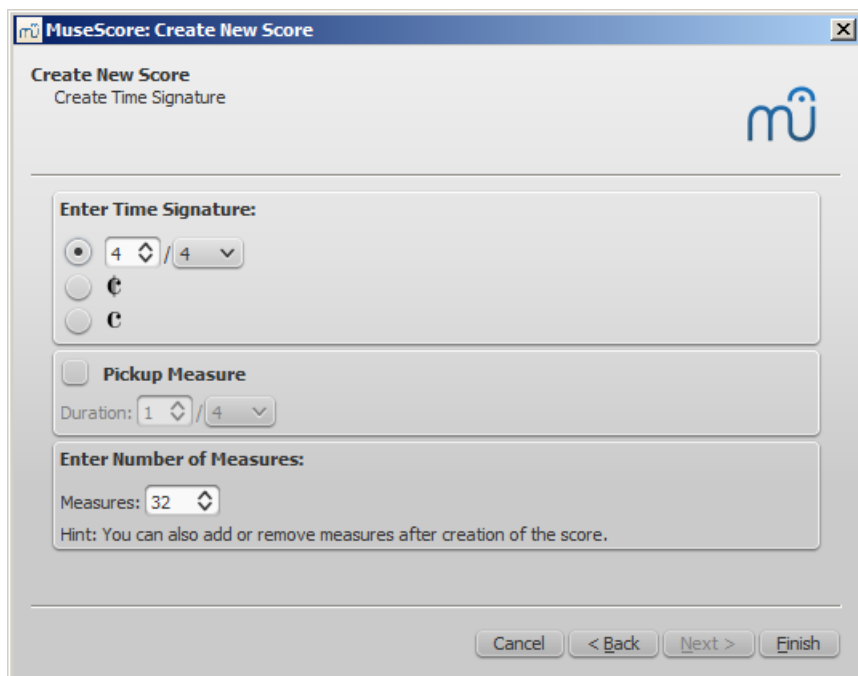 MuseScore: Create New Score
Create New Score
Create Time Signature
Enter Time Signature:
4 / 4
Pickup Measure
Duration: 1 / 4
Enter Number of Measures:
Measures: 32
Hint: You can also add or remove measures after creation of the score.
Cancel < Back Next > Finish